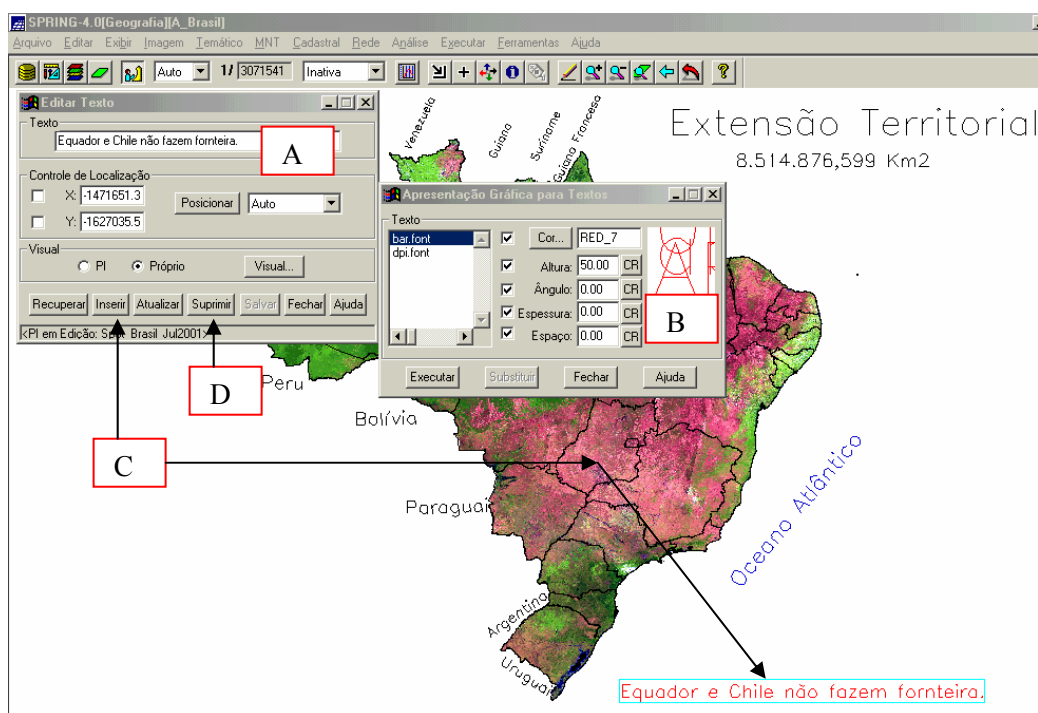 SPRING-4.0[Geografia][A_Brasil]
Arquivo Editar Exibir Imagem Temático MNT Cadastral Rede Análise Executar Ferramentas Ajuda
Auto 1/ 3071541 Inativa
Editar Texto
Texto
Equador e Chile não fazem fornteira.
A
Controle de Localização
X: -1471651.3
Posicionar Auto
Y: -1627035.5
Visual
PI Próprio Visual...
Recuperar Inserir Atualizar Suprimir Salvar Fechar Ajuda
<PI em Edição: Brasil Jul2001>
D
C
Venezuela
Guiana
Suriname
Guiana Francesa
Extensão Territorial
8.514.876,599 Km2
Apresentação Gráfica para Textos
Texto
bar.font
dpi.font
Cor... RED_7
Altura: 50.00 CR
Ângulo: 0.00 CR
Espessura: 0.00 CR
Espaço: 0.00 CR
B
Executar Substituir Fechar Ajuda
Peru
Bolívia
Paraguai
Argentina
Uruguai
Oceano Atlântico
Equador e Chile não fazem fornteira.